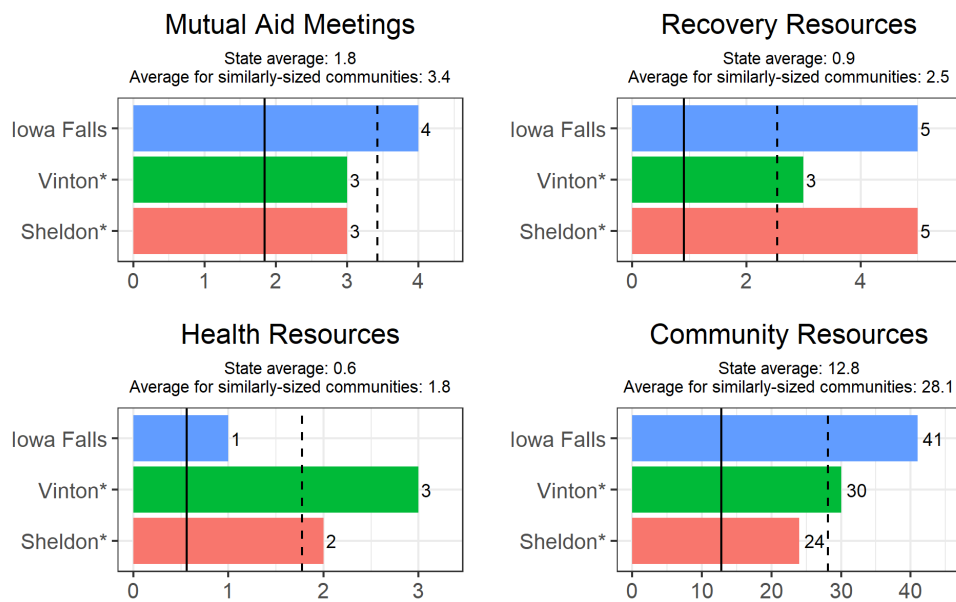 Mutual Aid Meetings
State average: 1.8
Average for similarly-sized communities: 3.4
Iowa Falls
4
Vinton*
3
Sheldon*
3
0 1 2 3 4
Recovery Resources
State average: 0.9
Average for similarly-sized communities: 2.5
Iowa Falls
5
Vinton*
3
Sheldon*
5
0 2 4
Health Resources
State average: 0.6
Average for similarly-sized communities: 1.8
Iowa Falls
1
Vinton*
3
Sheldon*
2
0 1 2 3
Community Resources
State average: 12.8
Average for similarly-sized communities: 28.1
Iowa Falls
41
Vinton*
30
Sheldon*
24
0 10 20 30 40